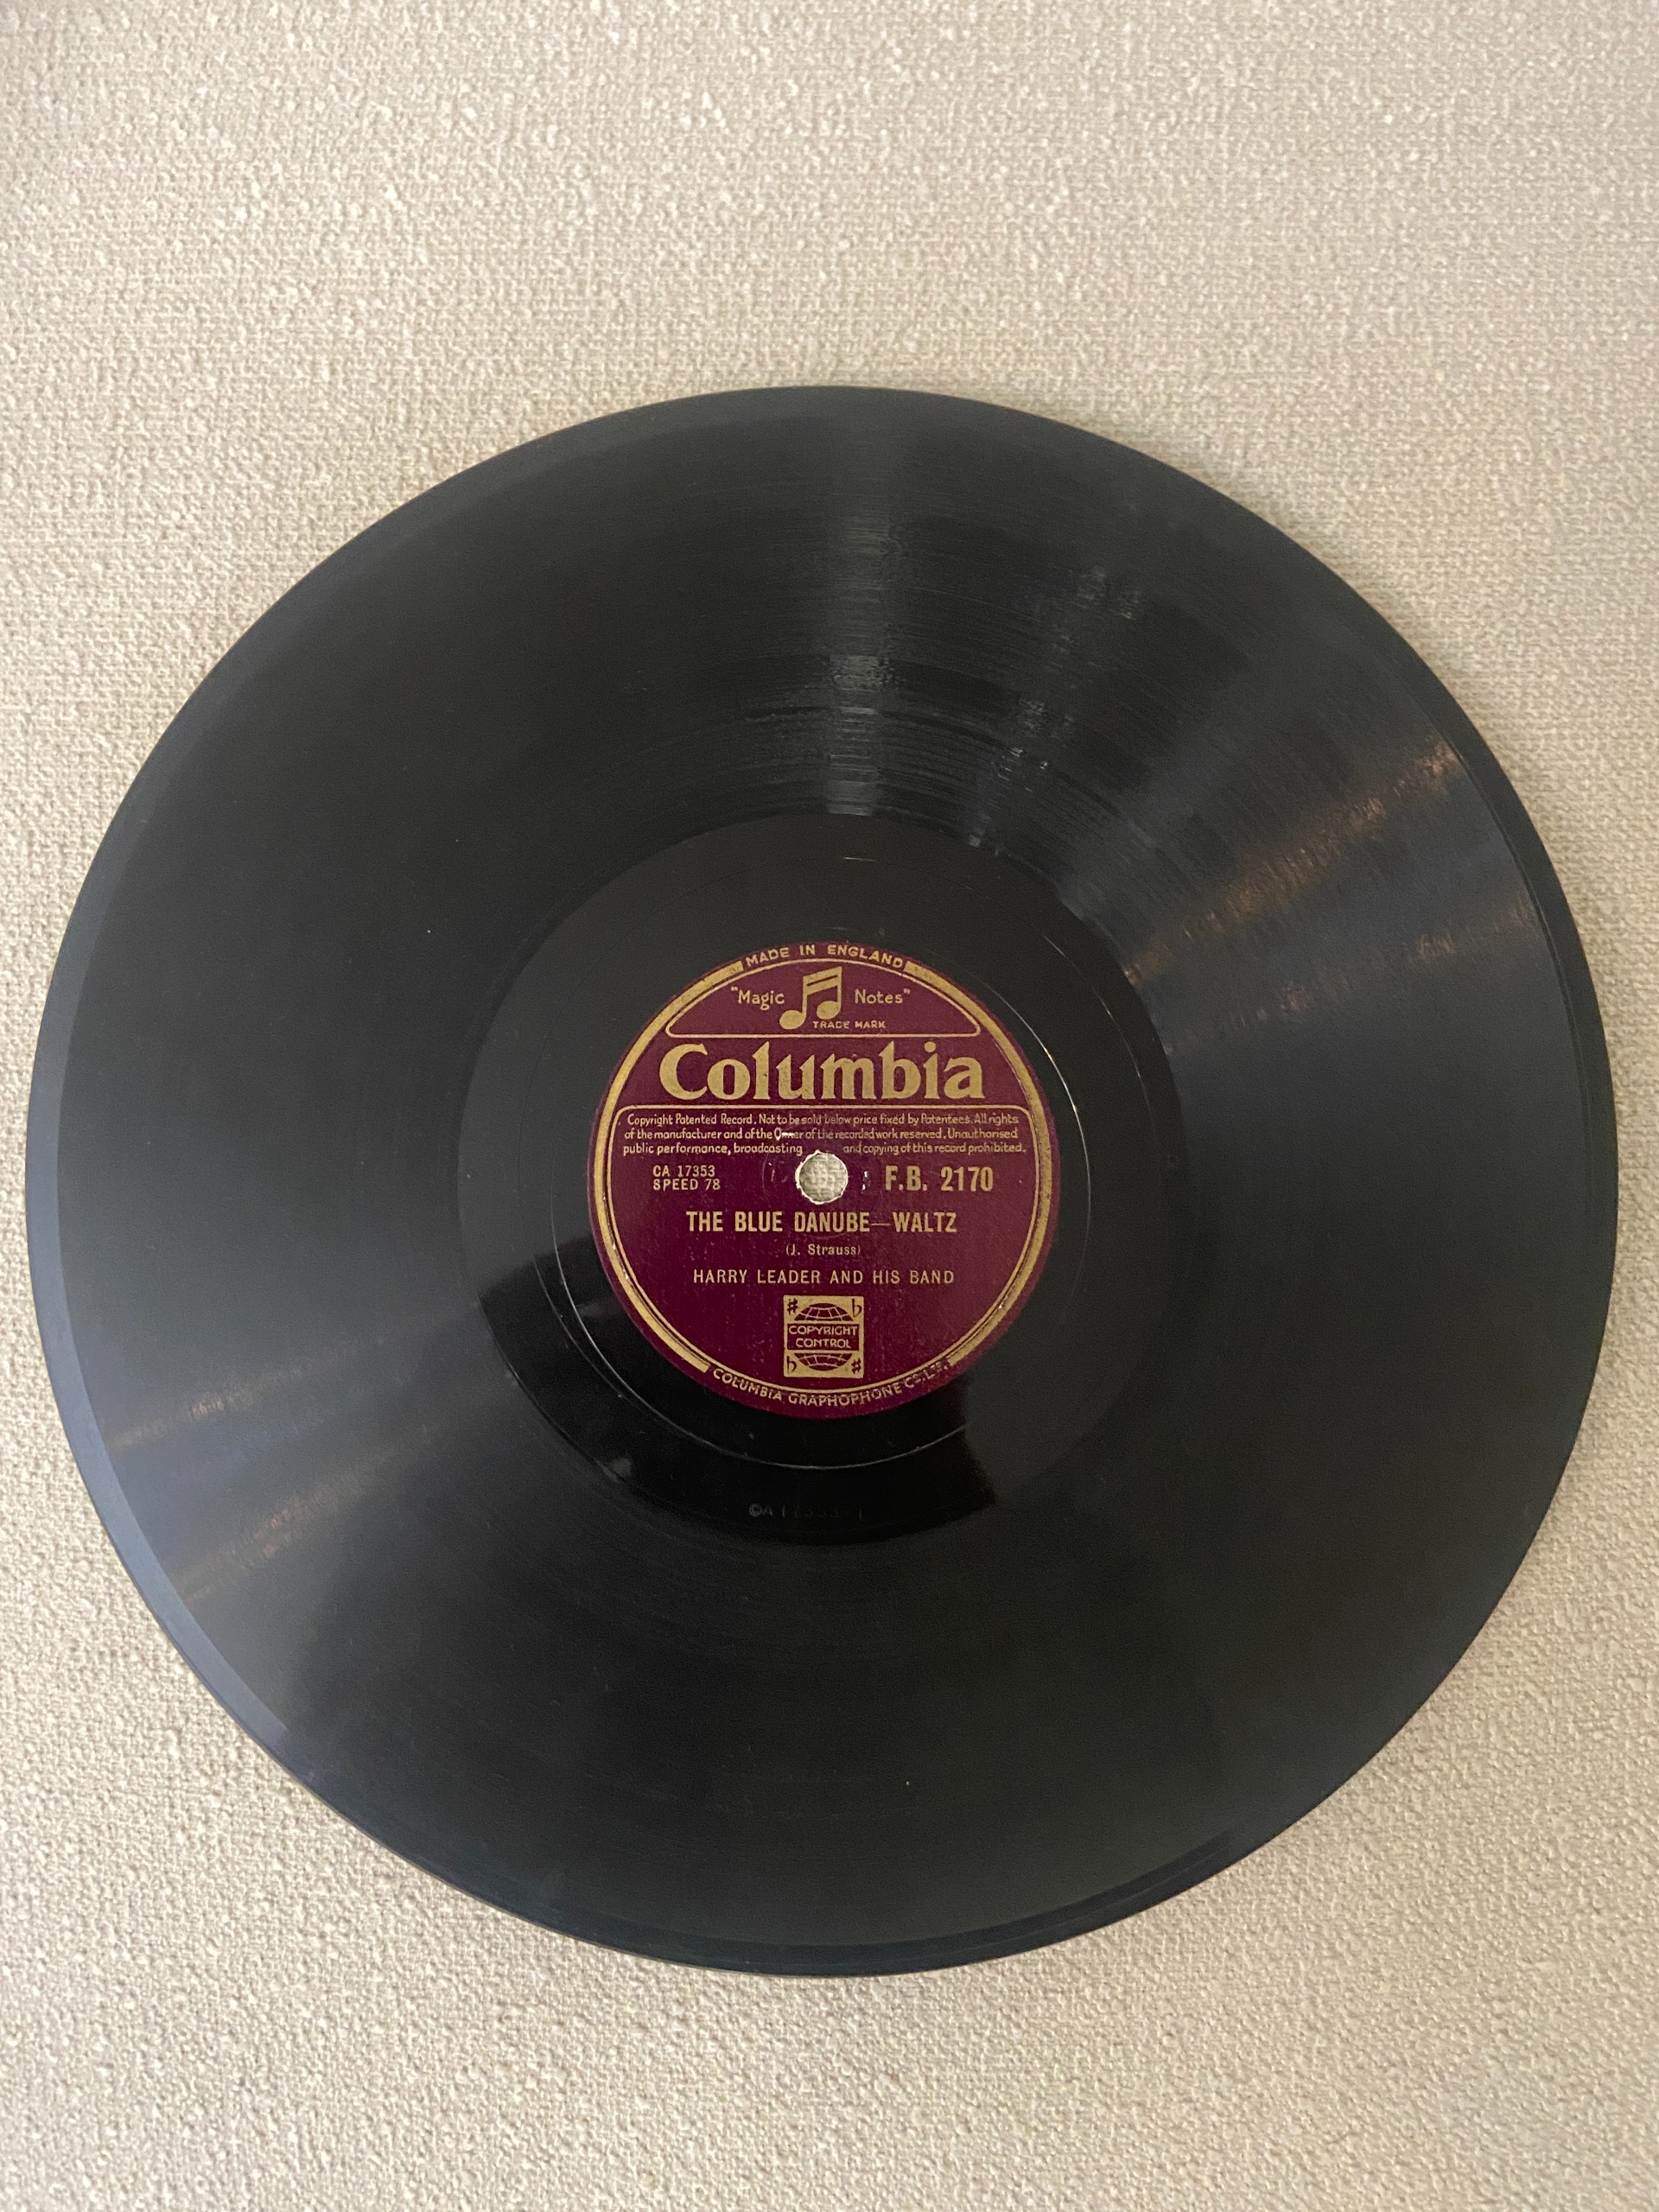 MADE IN ENGLAND
"Magic Notes"
TRADE MARK
Columbia
Copyright Patented Record. Not to be sold below price fixed by Patentees. All rights
of the manufacturer and of the Owner of the recorded work reserved. Unauthorised
public performance, broadcasting and copying of this record prohibited.
CA 17353
SPEED 78
F.B. 2170
THE BLUE DANUBE—WALTZ
(J. Strauss)
HARRY LEADER AND HIS BAND
COPYRIGHT
CONTROL
COLUMBIA GRAPHOPHONE CO. LTD.